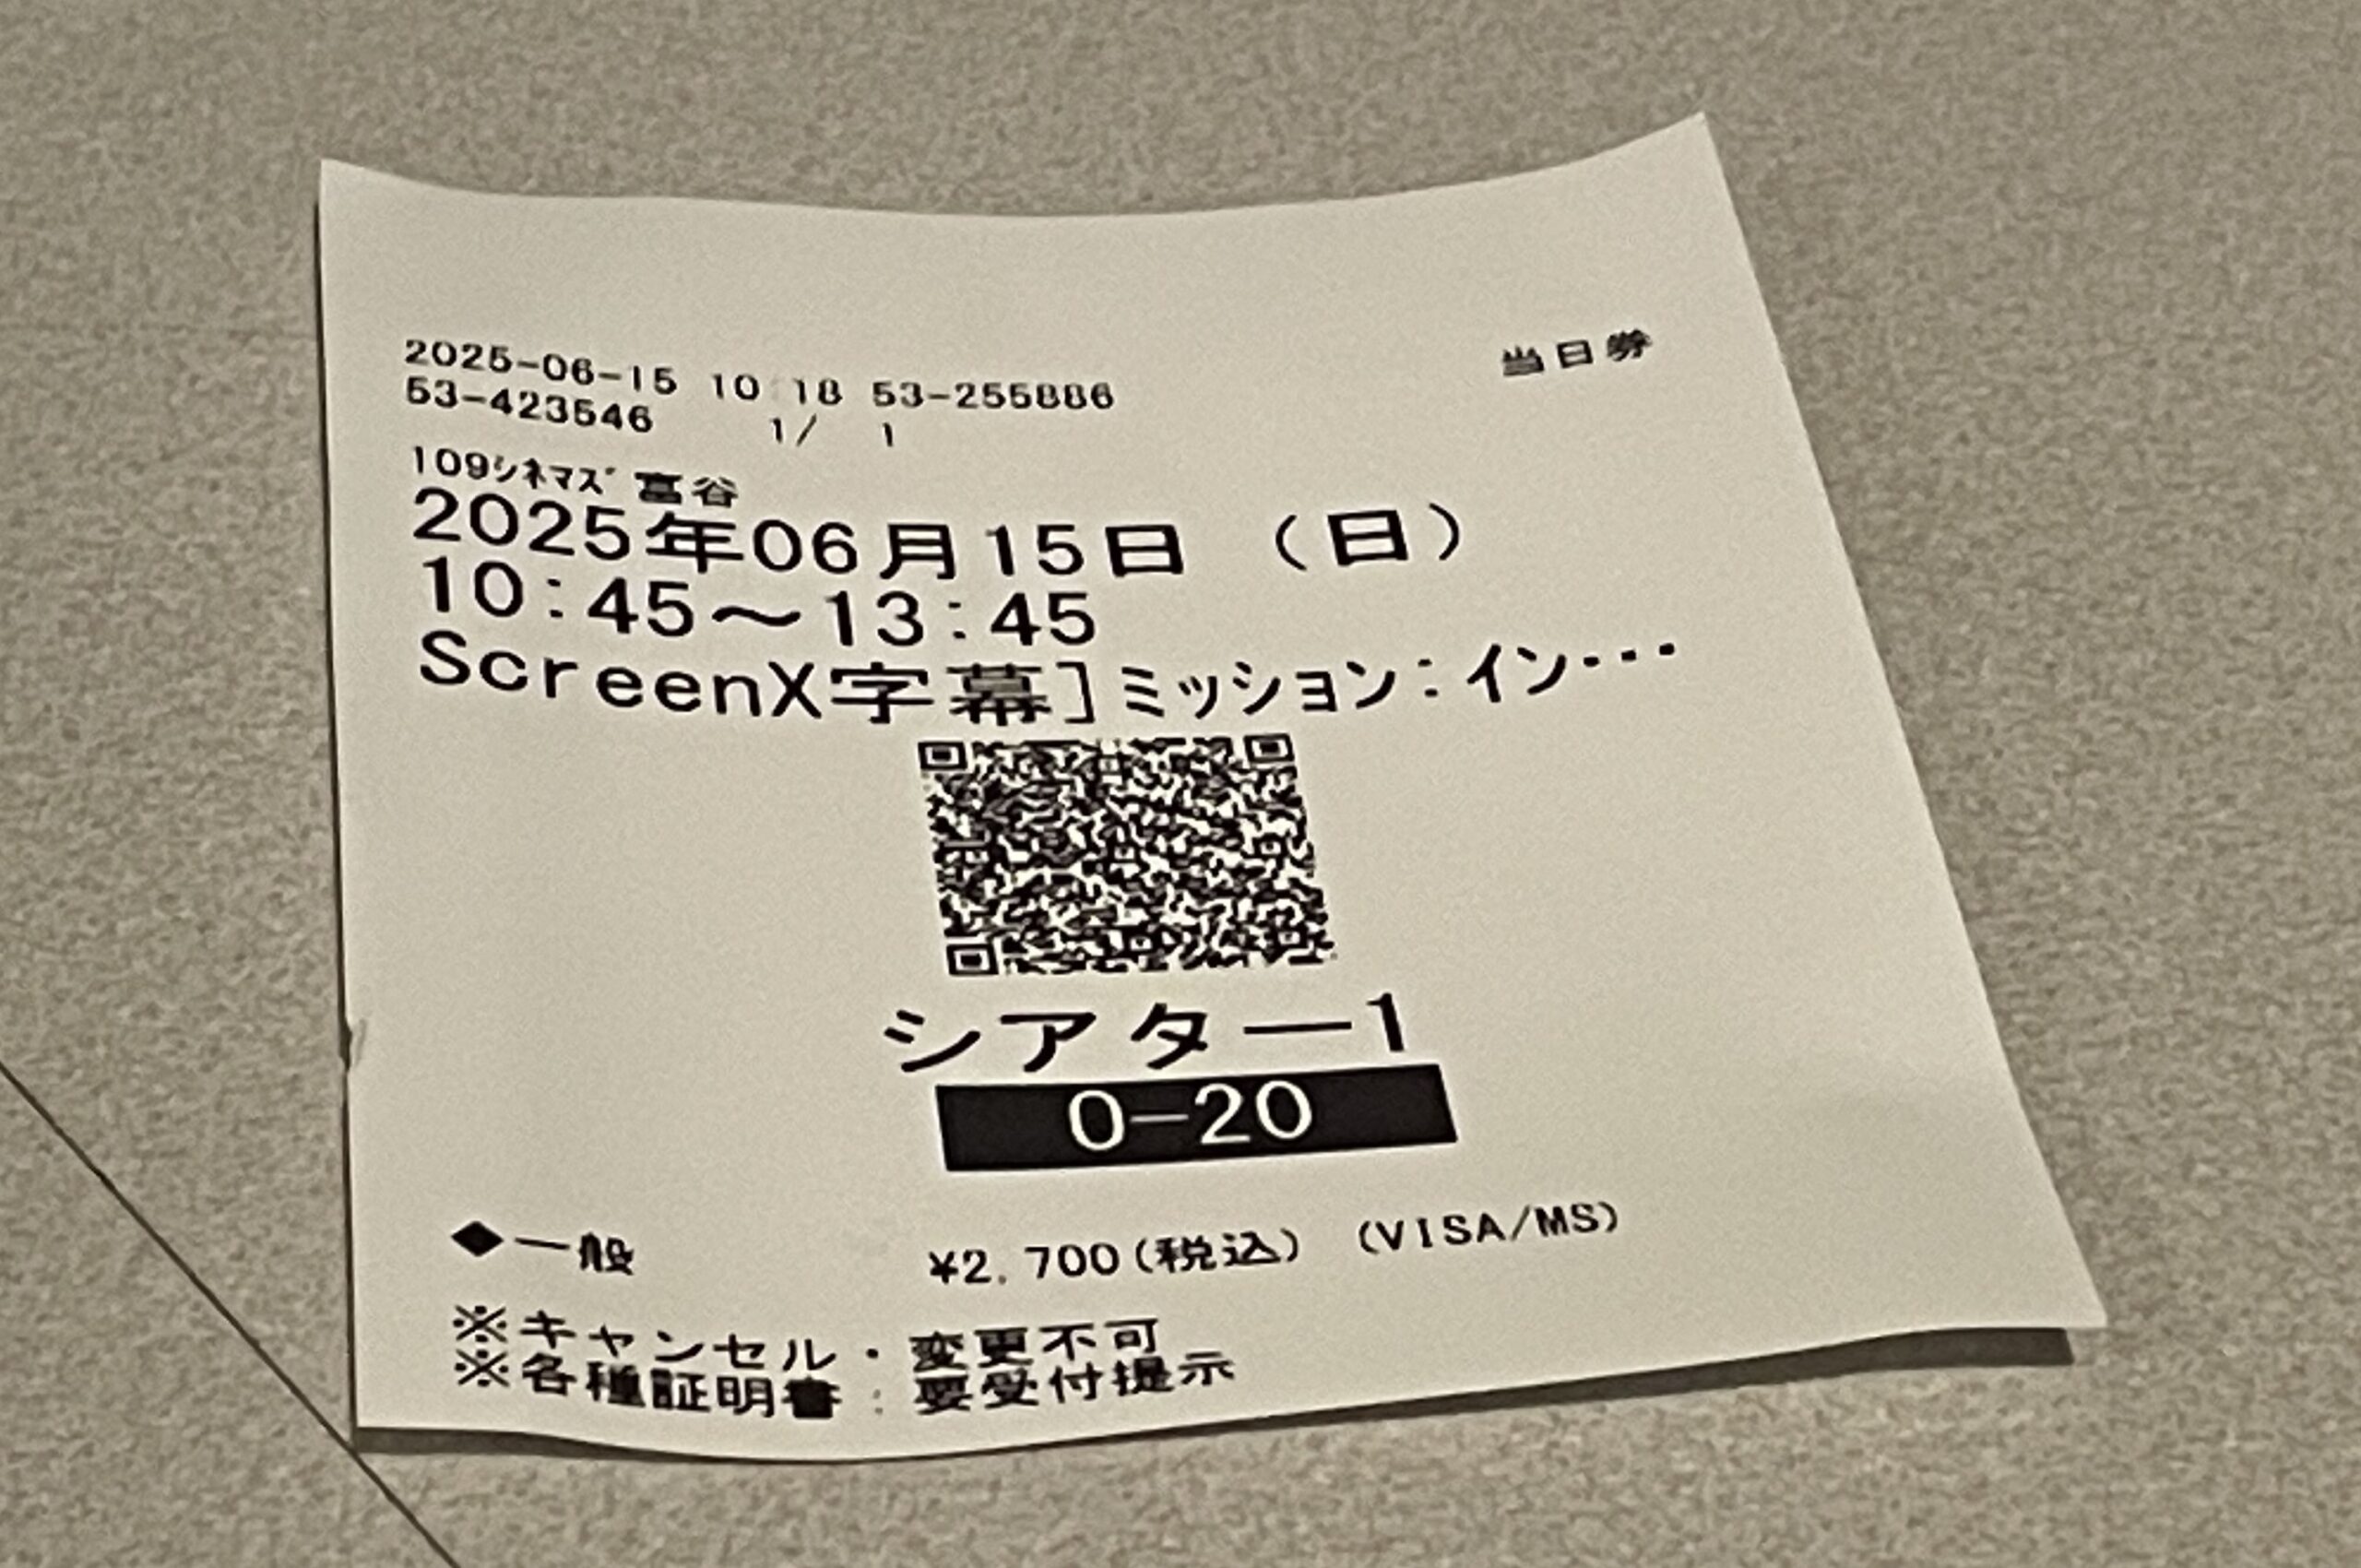 当日券
2025-06-15 10:18 53-255886
53-423546 1/ 1
109シネマズ 富谷
2025年06月15日 (日)
10:45～13:45
ScreenX字幕]ミッション:イン・・・
シアター1
O-20
◆一般 ¥2,700(税込) (VISA/MS)
※キャンセル・変更不可
※各種証明書:要受付提示